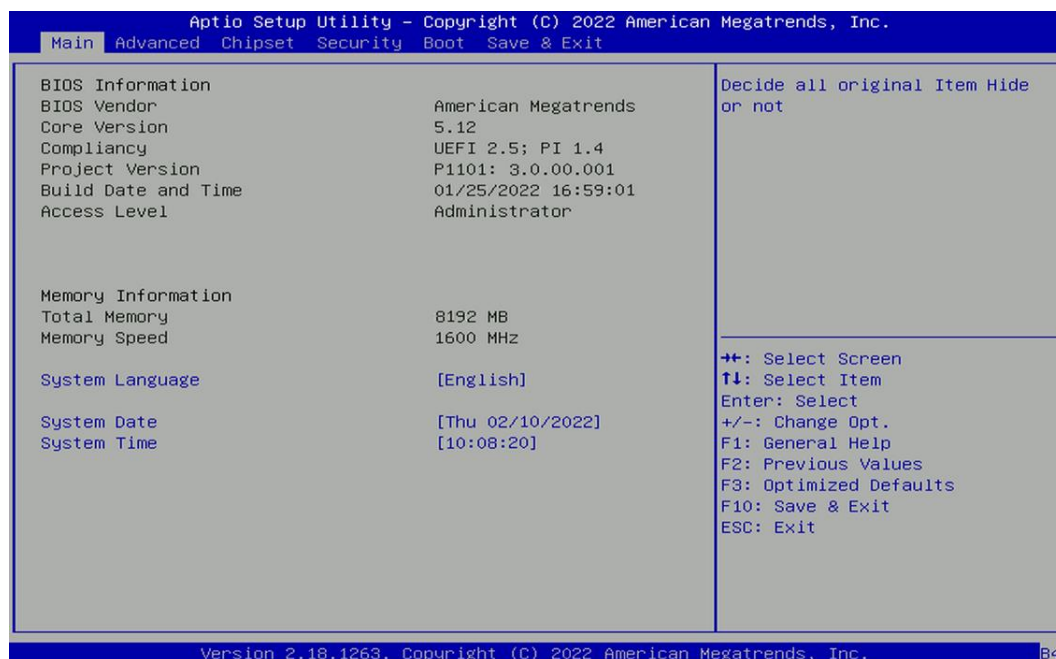 Aptio Setup Utility – Copyright (C) 2022 American Megatrends, Inc.
Main Advanced Chipset Security Boot Save & Exit
BIOS Information
BIOS Vendor American Megatrends
Core Version 5.12
Compliancy UEFI 2.5; PI 1.4
Project Version P1101: 3.0.00.001
Build Date and Time 01/25/2022 16:59:01
Access Level Administrator
Memory Information
Total Memory 8192 MB
Memory Speed 1600 MHz
System Language [English]
System Date [Thu 02/10/2022]
System Time [10:08:20]
Decide all original Item Hide
or not
→←: Select Screen
↑↓: Select Item
Enter: Select
+/-: Change Opt.
F1: General Help
F2: Previous Values
F3: Optimized Defaults
F10: Save & Exit
ESC: Exit
Version 2.18.1263. Copyright (C) 2022 American Megatrends, Inc.